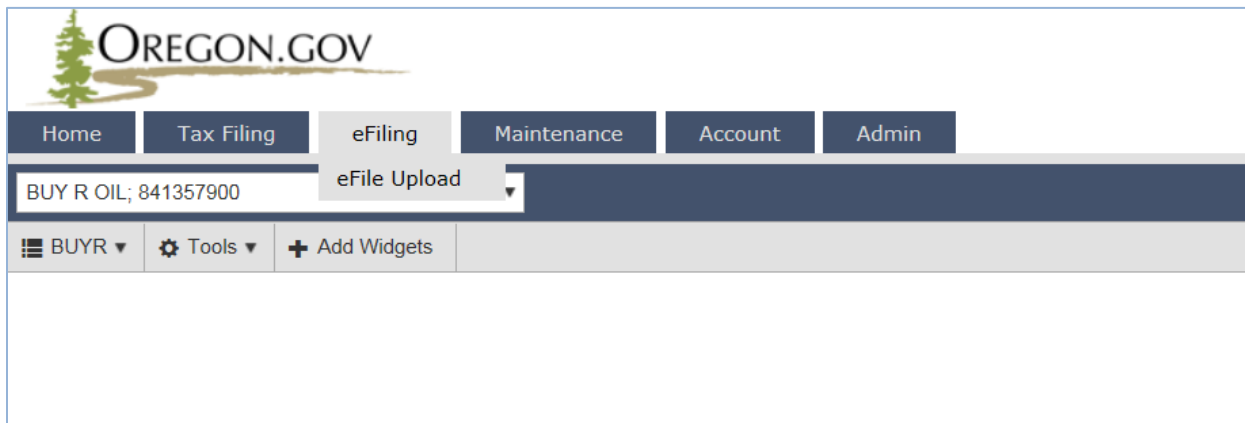 OREGON.GOV
Home Tax Filing eFiling Maintenance Account Admin
eFile Upload
BUY R OIL; 841357900
BUYR Tools Add Widgets